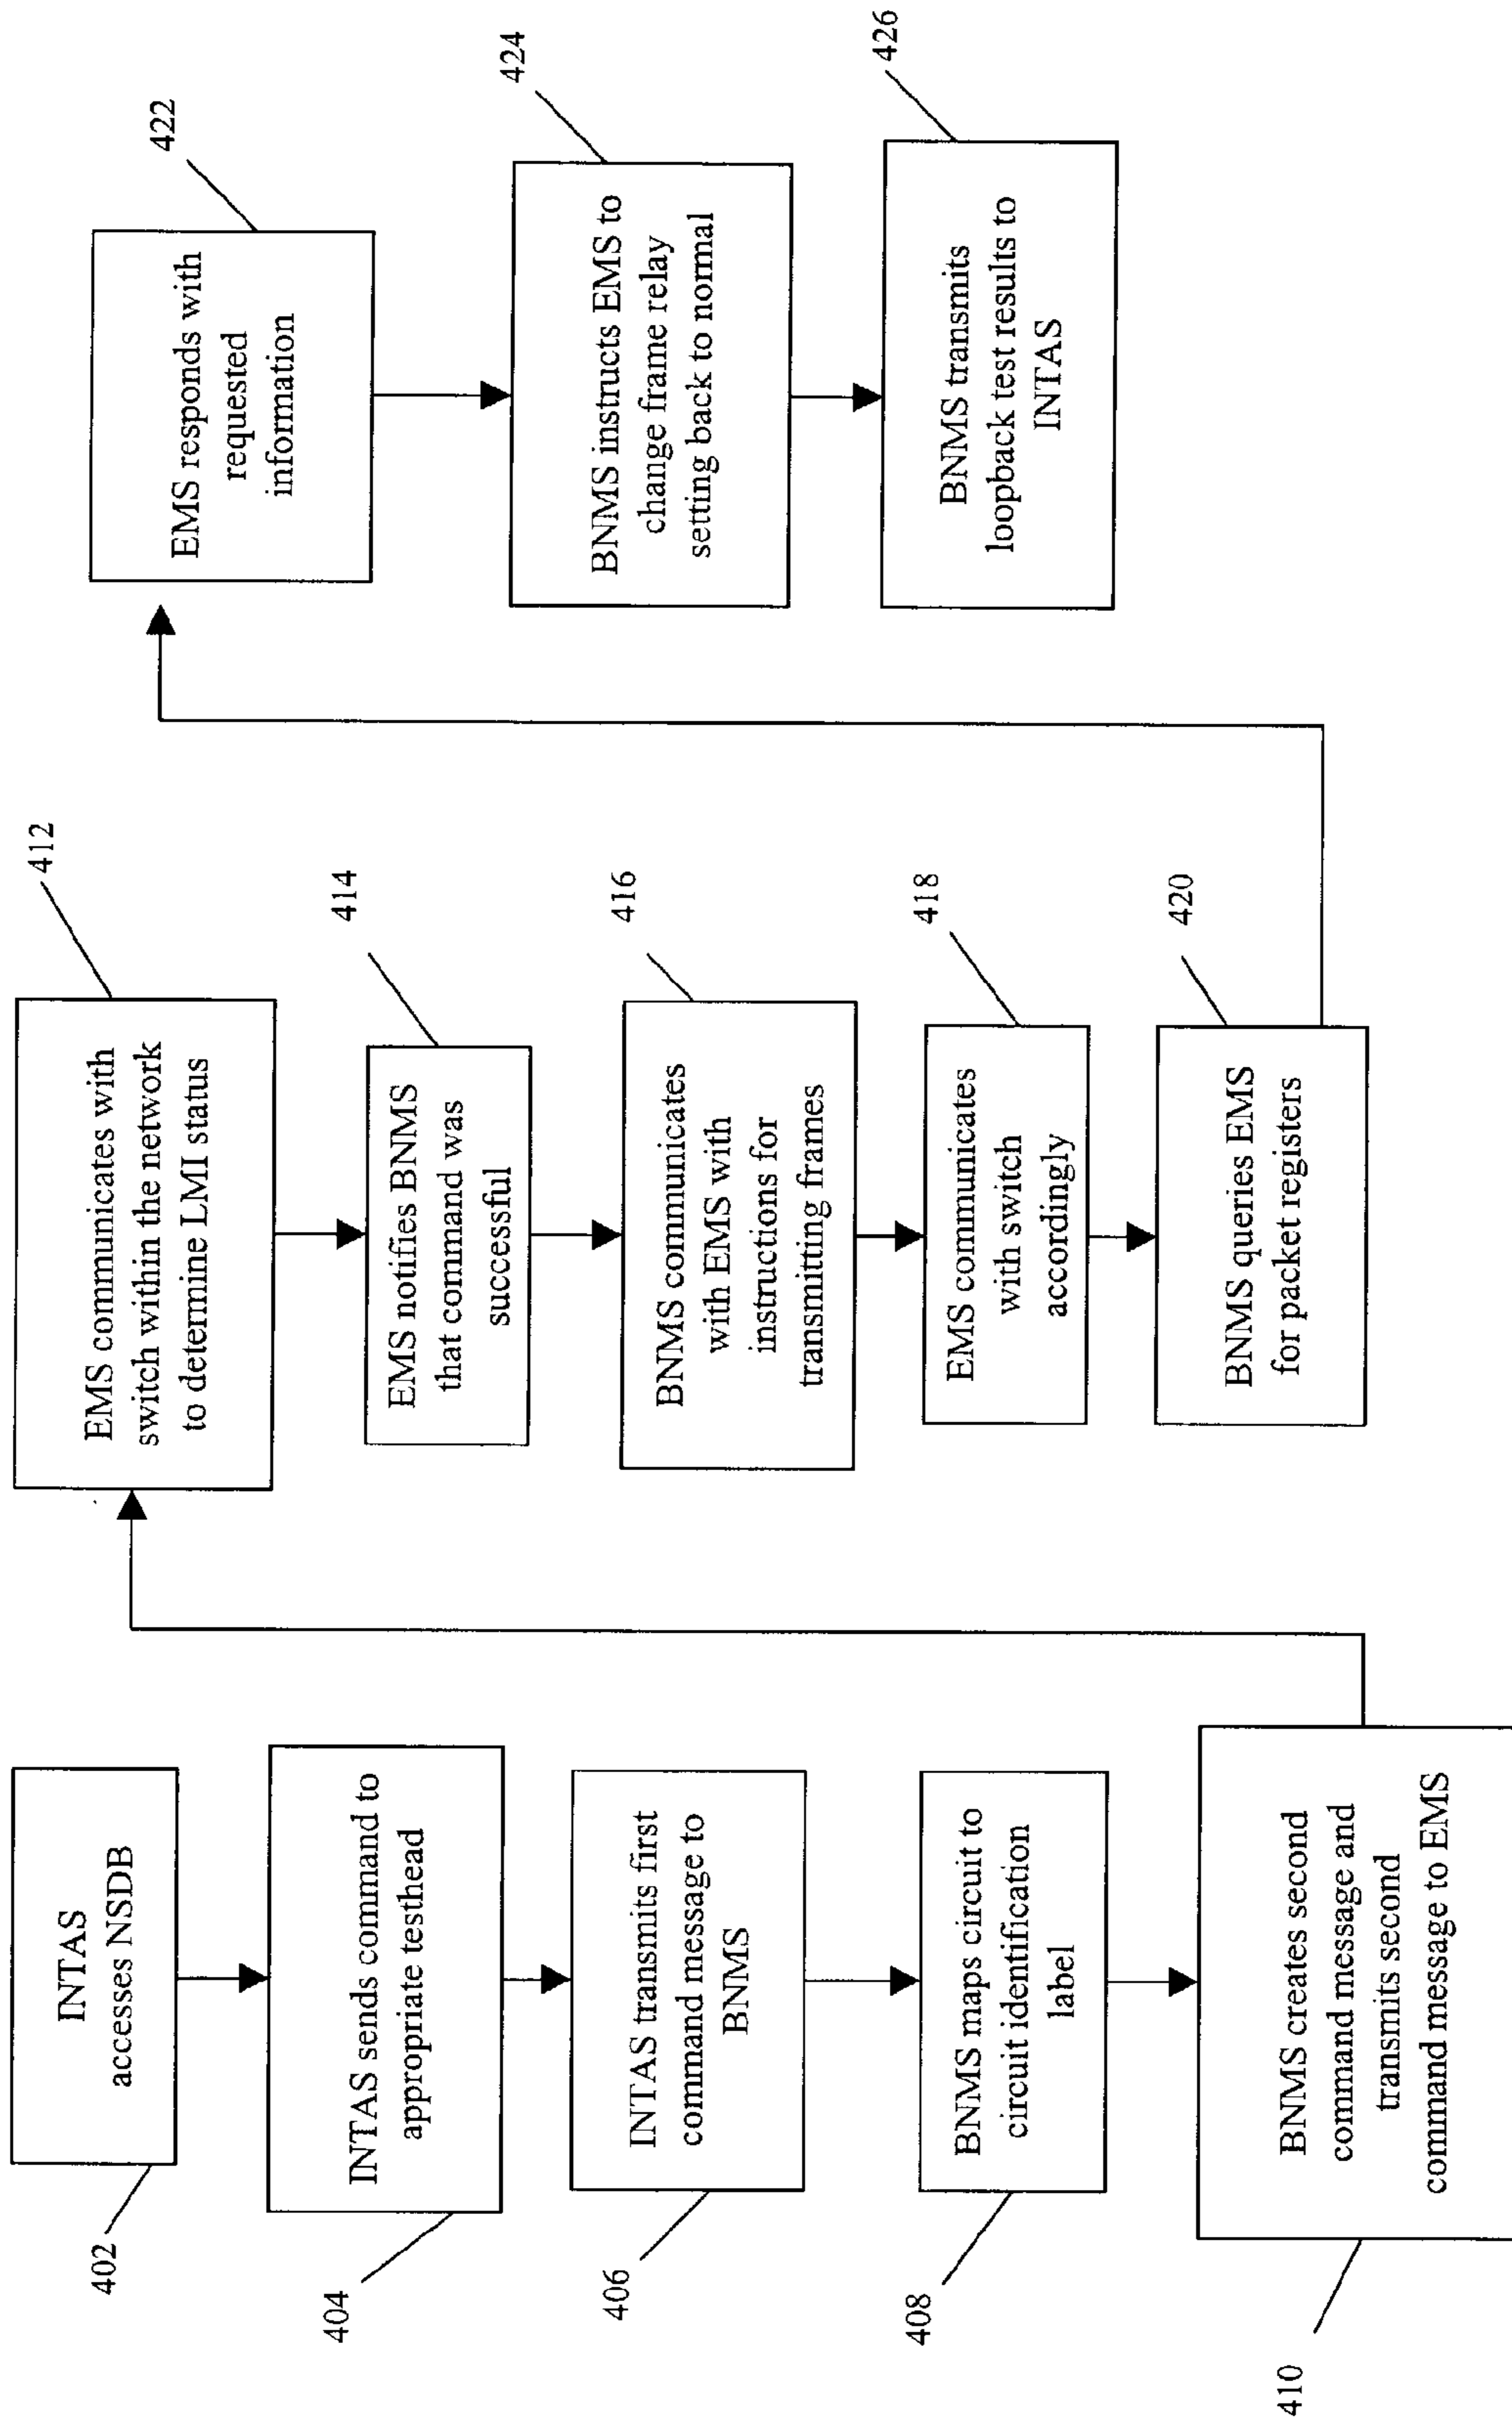 402
INTAS
accesses NSDB
404
INTAS sends command to
appropriate testhead
406
INTAS transmits first
command message to
BNMS
408
BNMS maps circuit to
circuit identification
label
410
BNMS creates second
command message and
transmits second
command message to EMS
412
EMS communicates with
switch within the network
to determine LMI status
414
EMS notifies BNMS
that command was
successful
416
BNMS communicates
with EMS with
instructions for
transmitting frames
418
EMS communicates
with switch
accordingly
420
BNMS queries EMS
for packet registers
422
EMS responds with
requested
information
424
BNMS instructs EMS to
change frame relay
setting back to normal
426
BNMS transmits
loopback test results to
INTAS